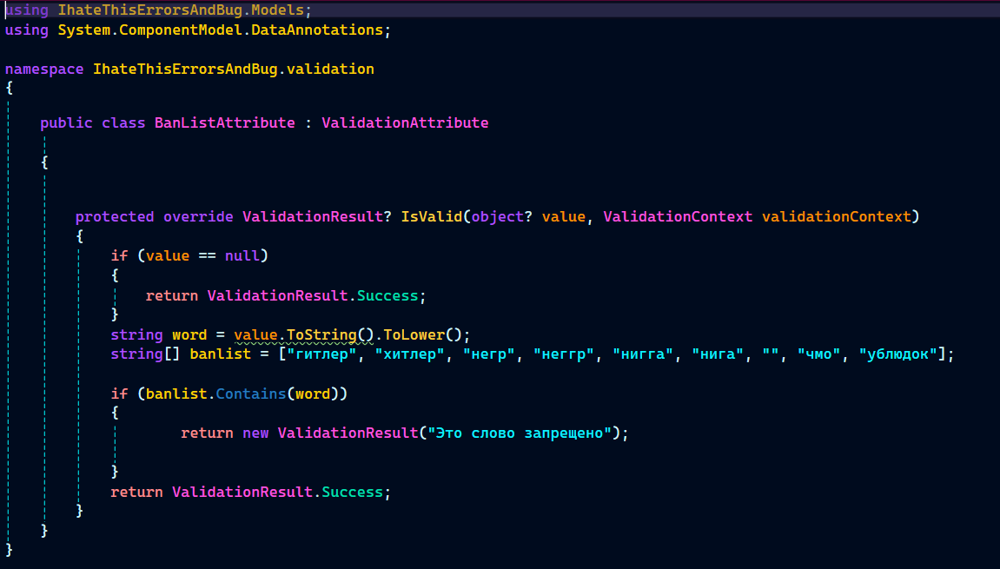 using IhateThisErrorsAndBug.Models;
using System.ComponentModel.DataAnnotations;
namespace IhateThisErrorsAndBug.validation
{
public class BanListAttribute : ValidationAttribute
{
protected override ValidationResult? IsValid(object? value, ValidationContext validationContext)
{
if (value == null)
{
return ValidationResult.Success;
}
string word = value.ToString().ToLower();
string[] banlist = ["гитлер", "хитлер", "негр", "неггр", "нигга", "нига", "", "чмо", "ублюдок"];
if (banlist.Contains(word))
{
return new ValidationResult("Это слово запрещено");
}
return ValidationResult.Success;
}
}
}